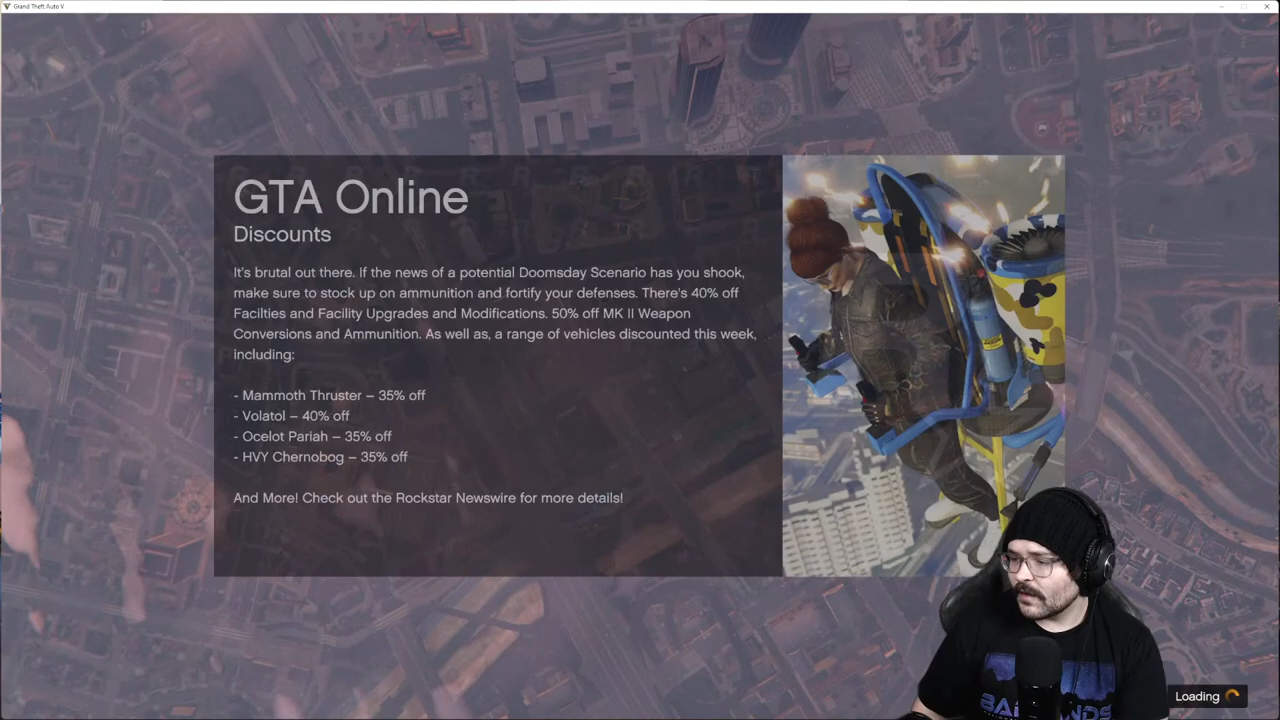 Grand Theft Auto V
GTA Online
Discounts
It's brutal out there. If the news of a potential Doomsday Scenario has you shook,
make sure to stock up on ammunition and fortify your defenses. There's 40% off
Facilties and Facility Upgrades and Modifications. 50% off MK II Weapon
Conversions and Ammunition. As well as, a range of vehicles discounted this week,
including:
- Mammoth Thruster – 35% off
- Volatol – 40% off
- Ocelot Pariah – 35% off
- HVY Chernobog – 35% off
And More! Check out the Rockstar Newswire for more details!
Loading